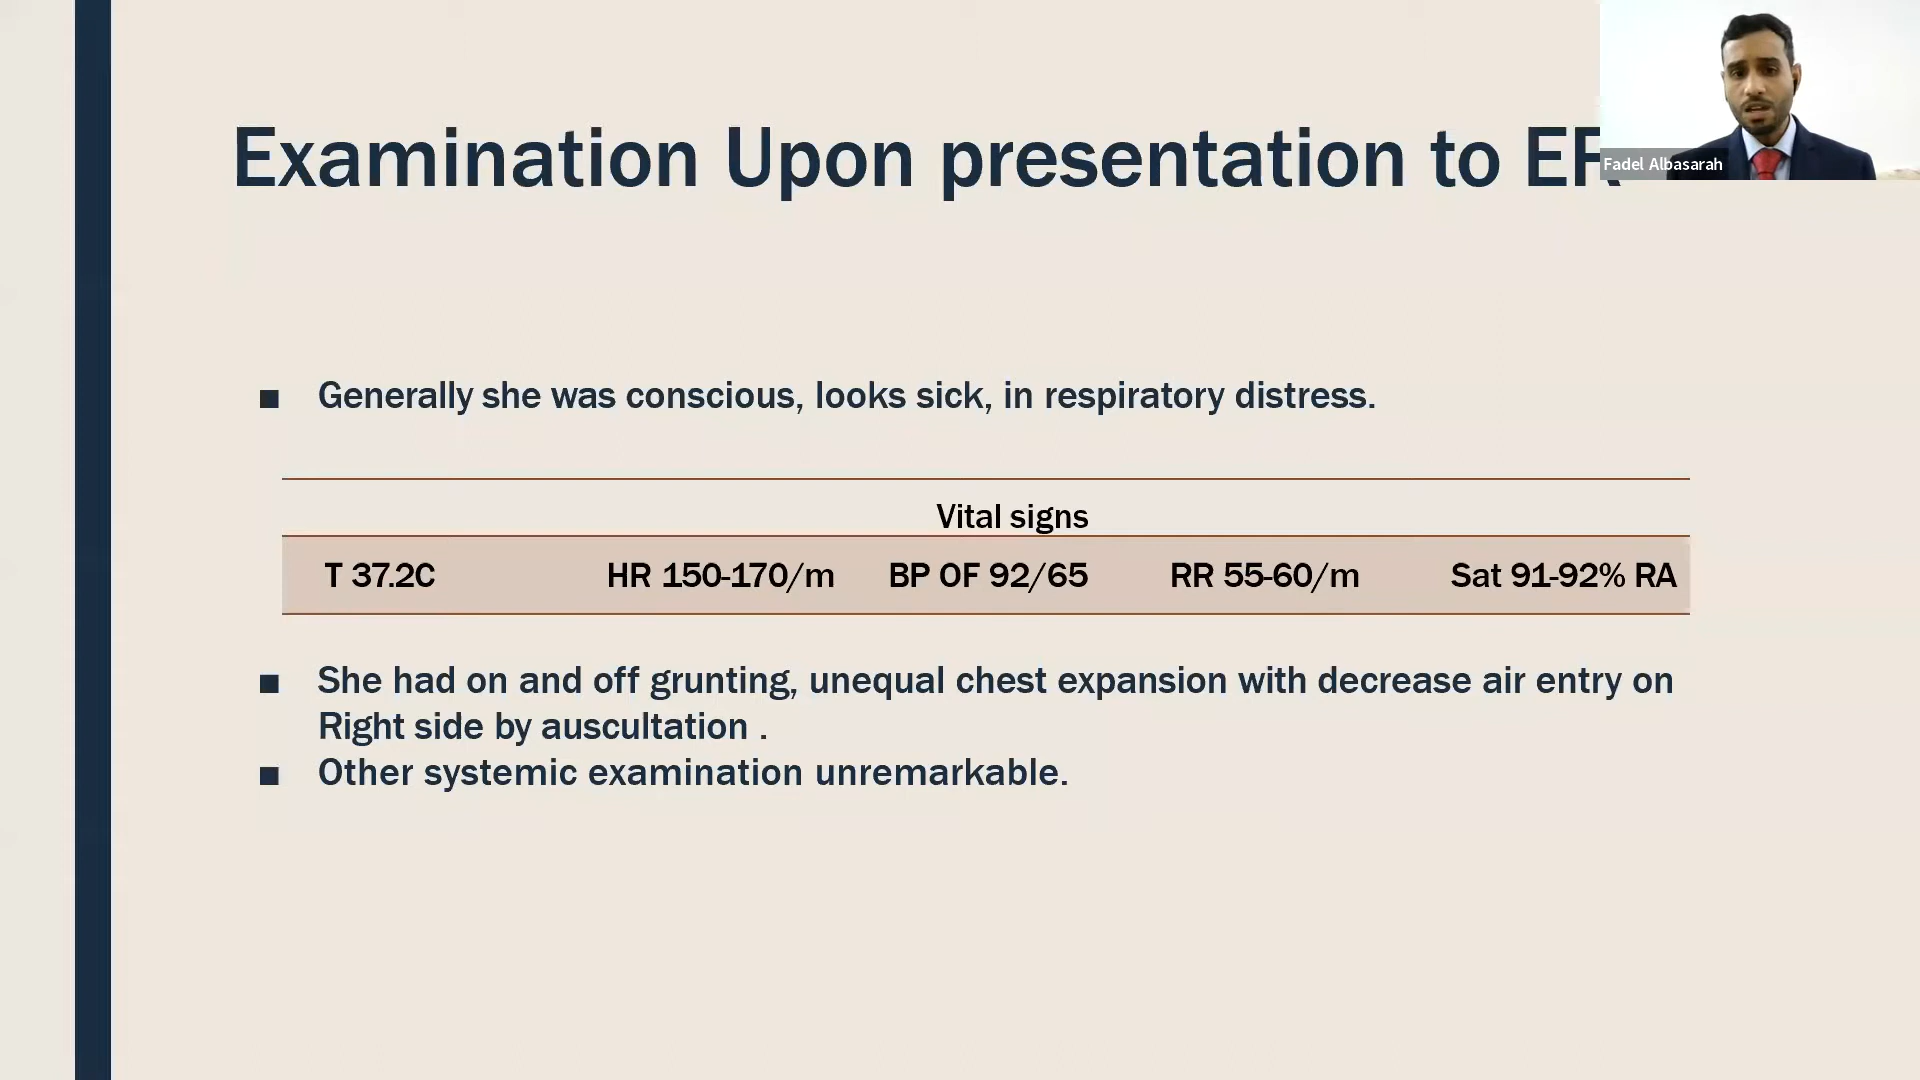 Examination Upon presentation to ER
Fadel Albasarah
■ Generally she was conscious, looks sick, in respiratory distress.
Vital signs
T 37.2C HR 150-170/m BP OF 92/65 RR 55-60/m Sat 91-92% RA
■ She had on and off grunting, unequal chest expansion with decrease air entry on
Right side by auscultation .
■ Other systemic examination unremarkable.